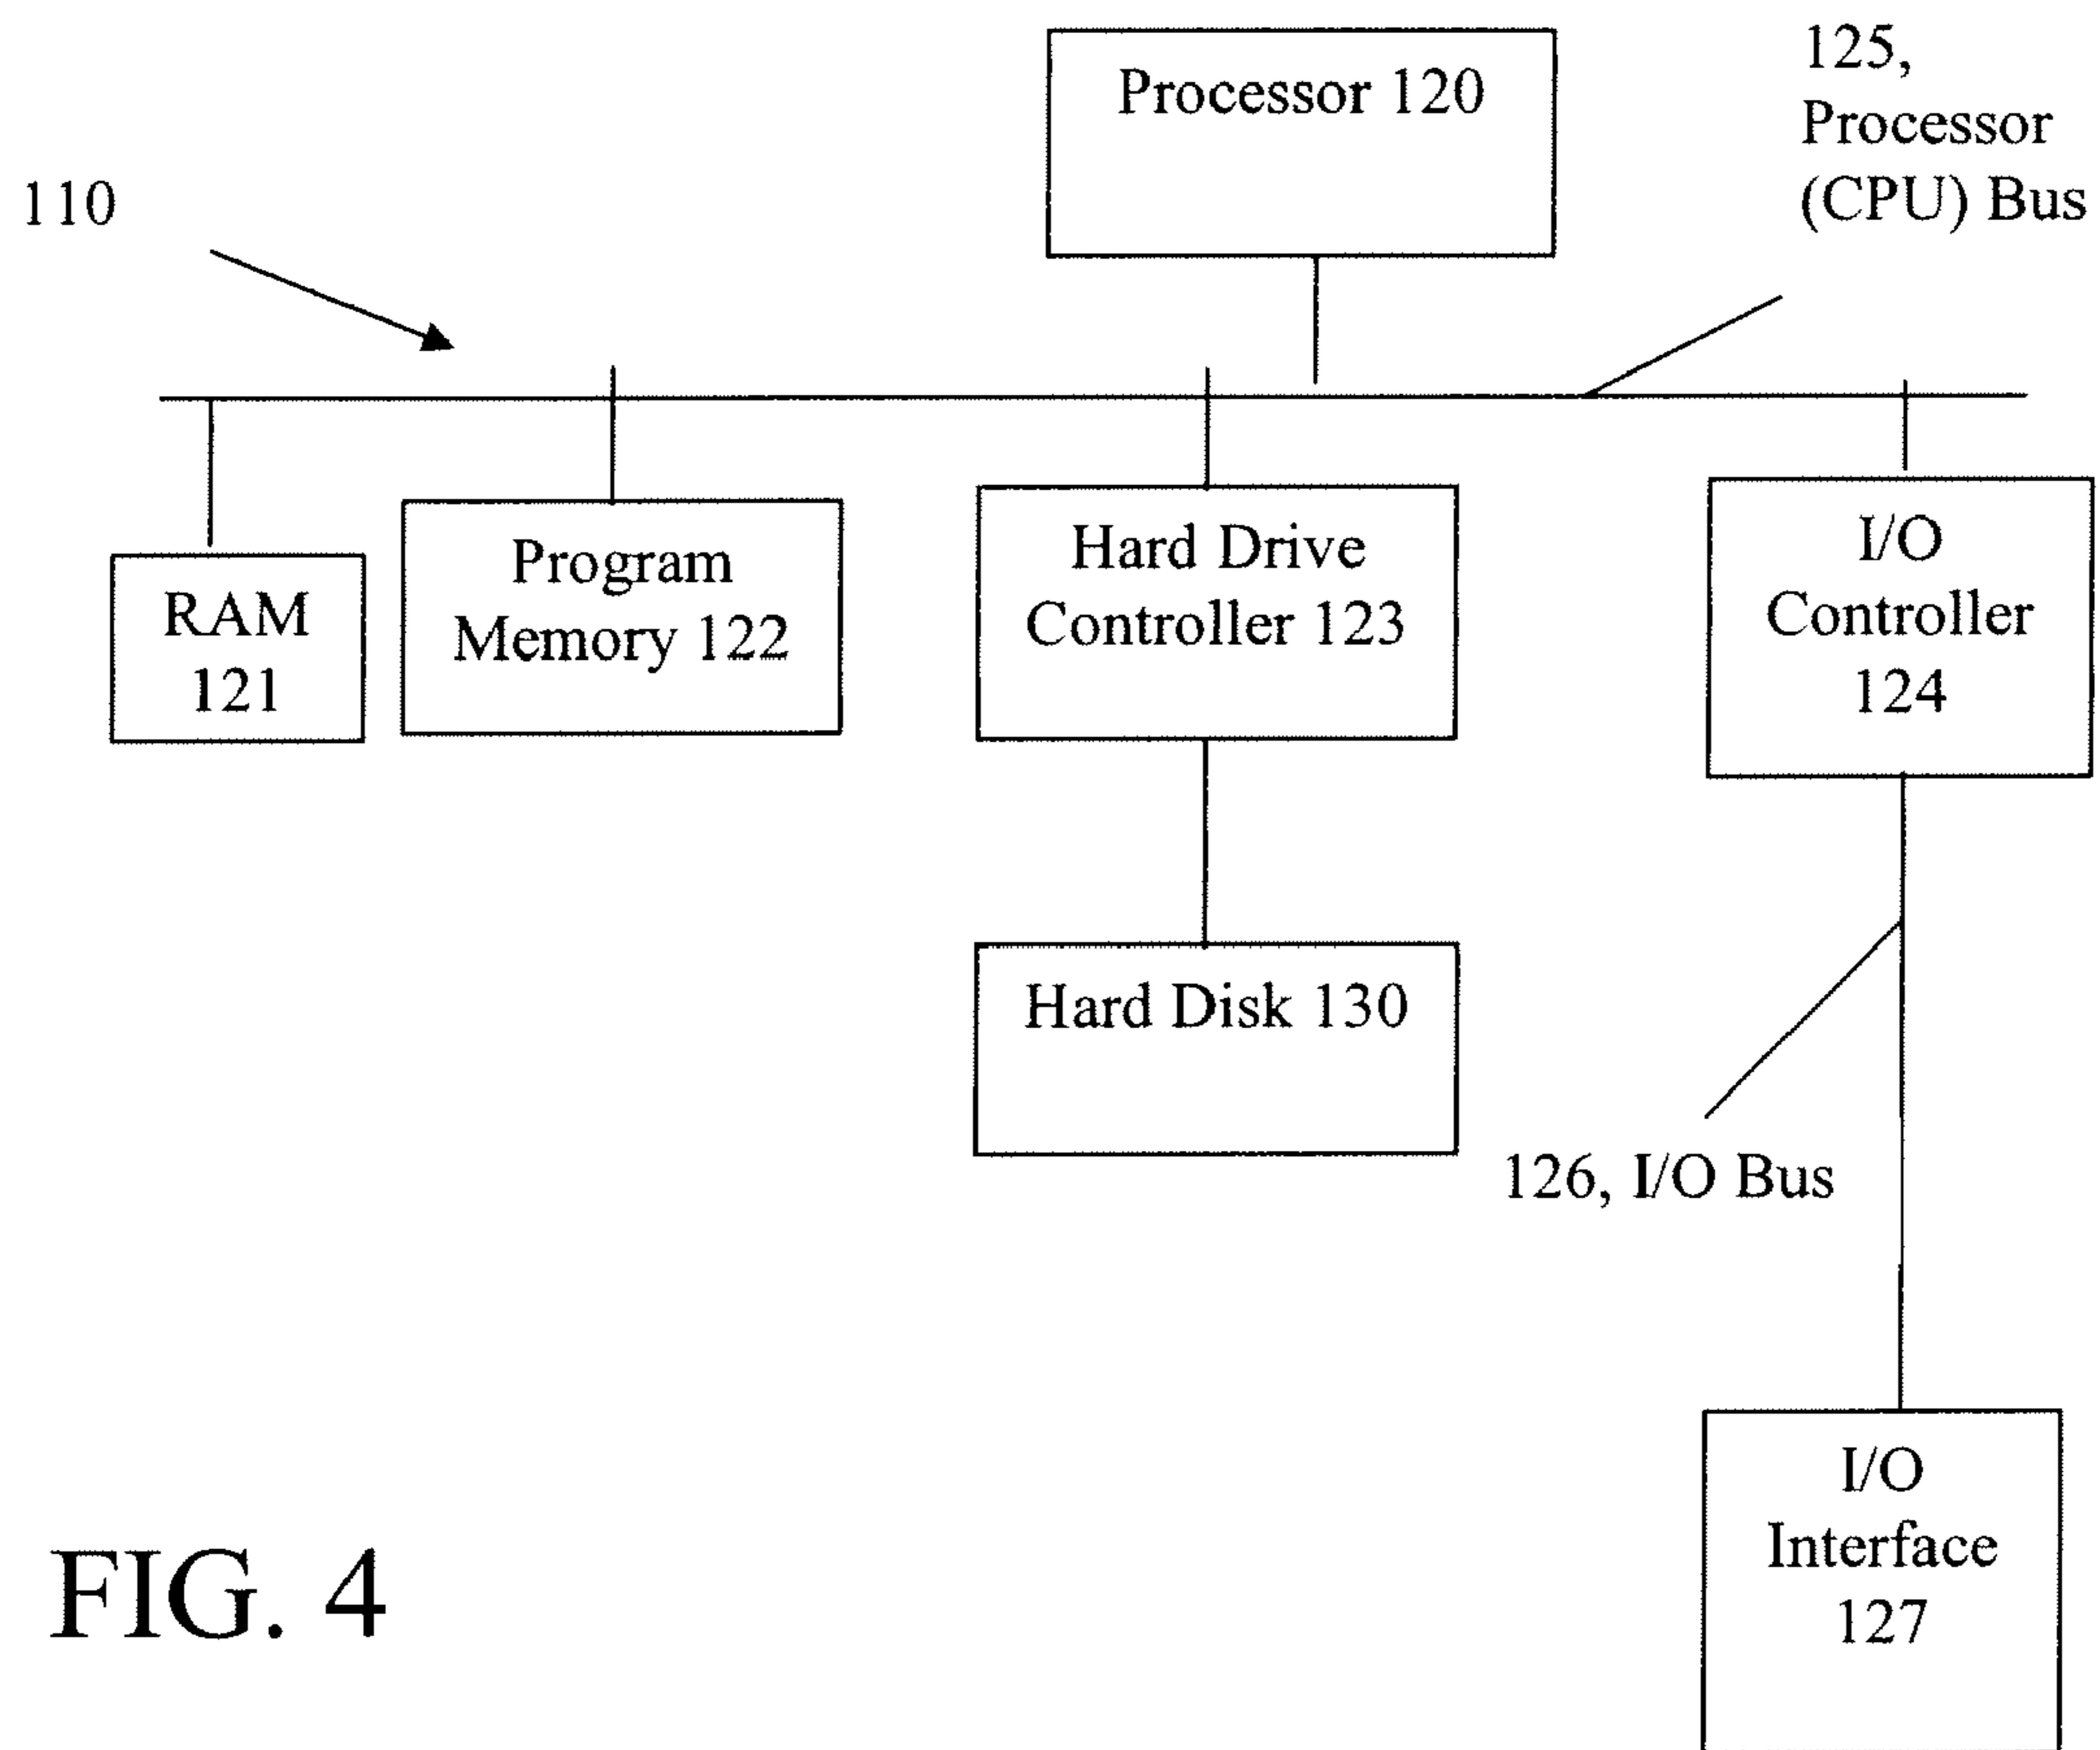 Processor 120
125,
Processor
(CPU) Bus
110
RAM
121
Program
Memory 122
Hard Drive
Controller 123
I/O
Controller
124
Hard Disk 130
126, I/O Bus
I/O
Interface
127
FIG. 4